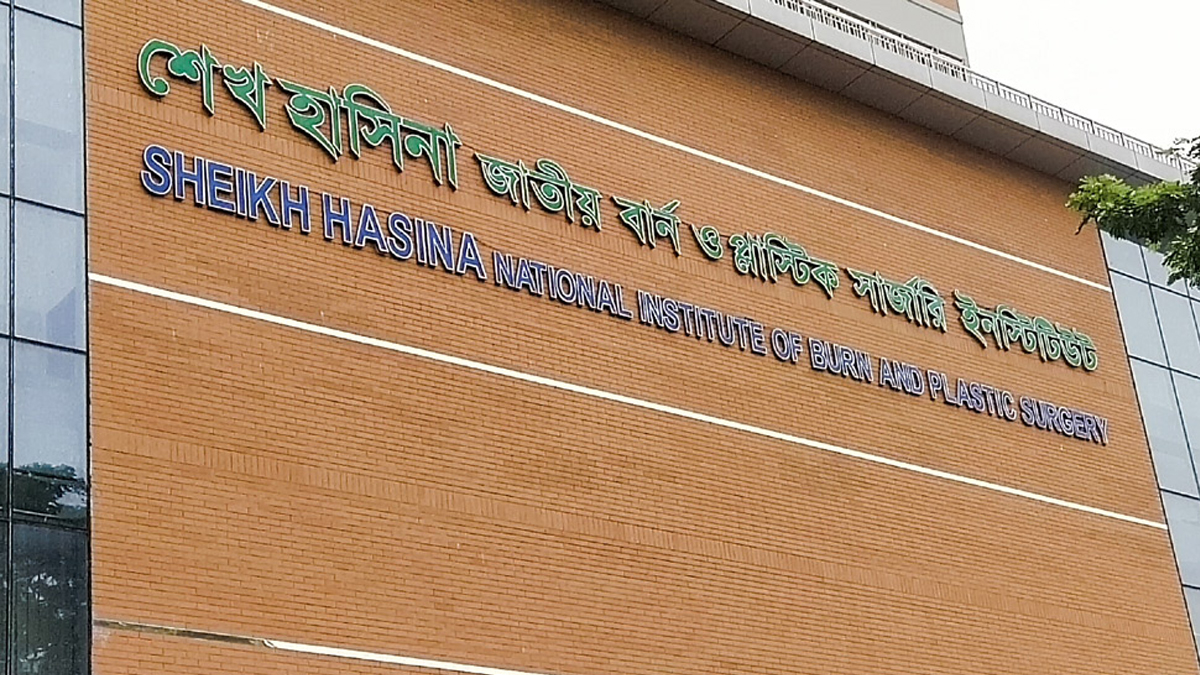 শেখ হাসিনা জাতীয় বার্ন ও প্লাস্টিক সার্জারি ইনস্টিটিউট
SHEIKH HASINA NATIONAL INSTITUTE OF BURN AND PLASTIC SURGERY